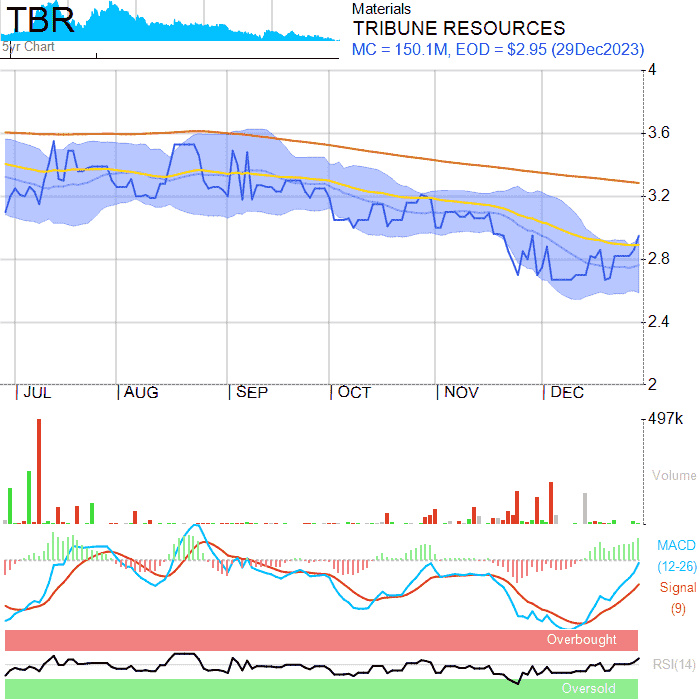 TBR
5yr Chart
Materials
TRIBUNE RESOURCES
MC = 150.1M, EOD = $2.95 (29Dec2023)
4
3.6
3.2
2.8
2.4
2
JUL AUG SEP OCT NOV DEC
497k
Volume
MACD
(12-26)
Signal
(9)
Overbought
RSI(14)
Oversold